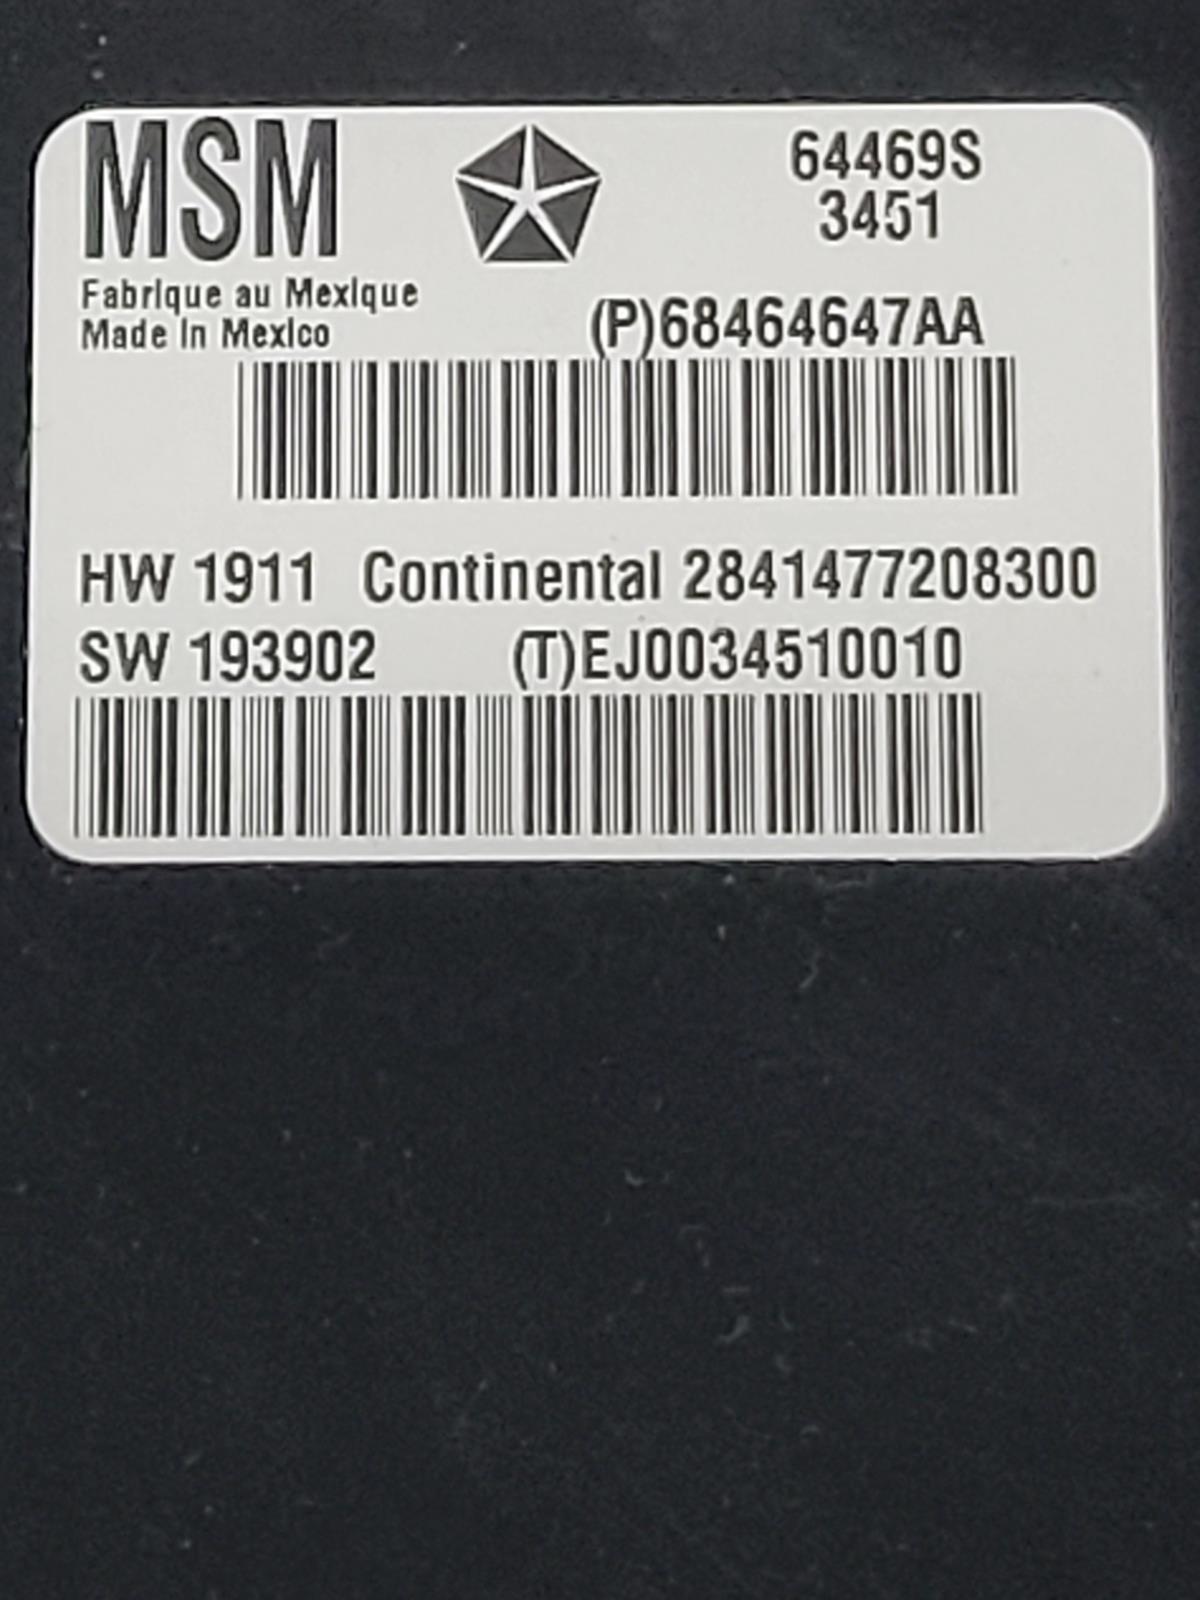 MSM
64469S
3451
Fabrique au Mexique
Made In Mexico
(P)68464647AA
HW 1911 Continental 2841477208300
SW 193902 (T)EJ0034510010